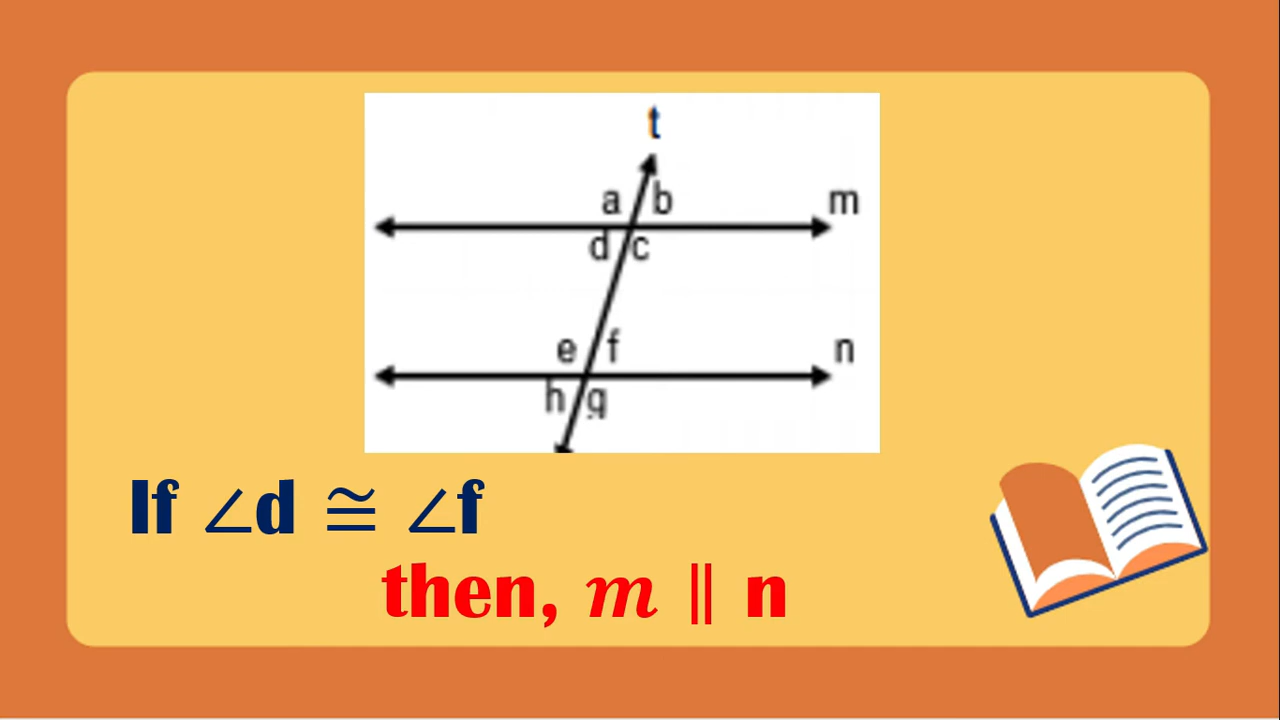 t
a b m
d c
e f n
h g
If ∠d ≅ ∠f
then, 𝑚 ∥ n